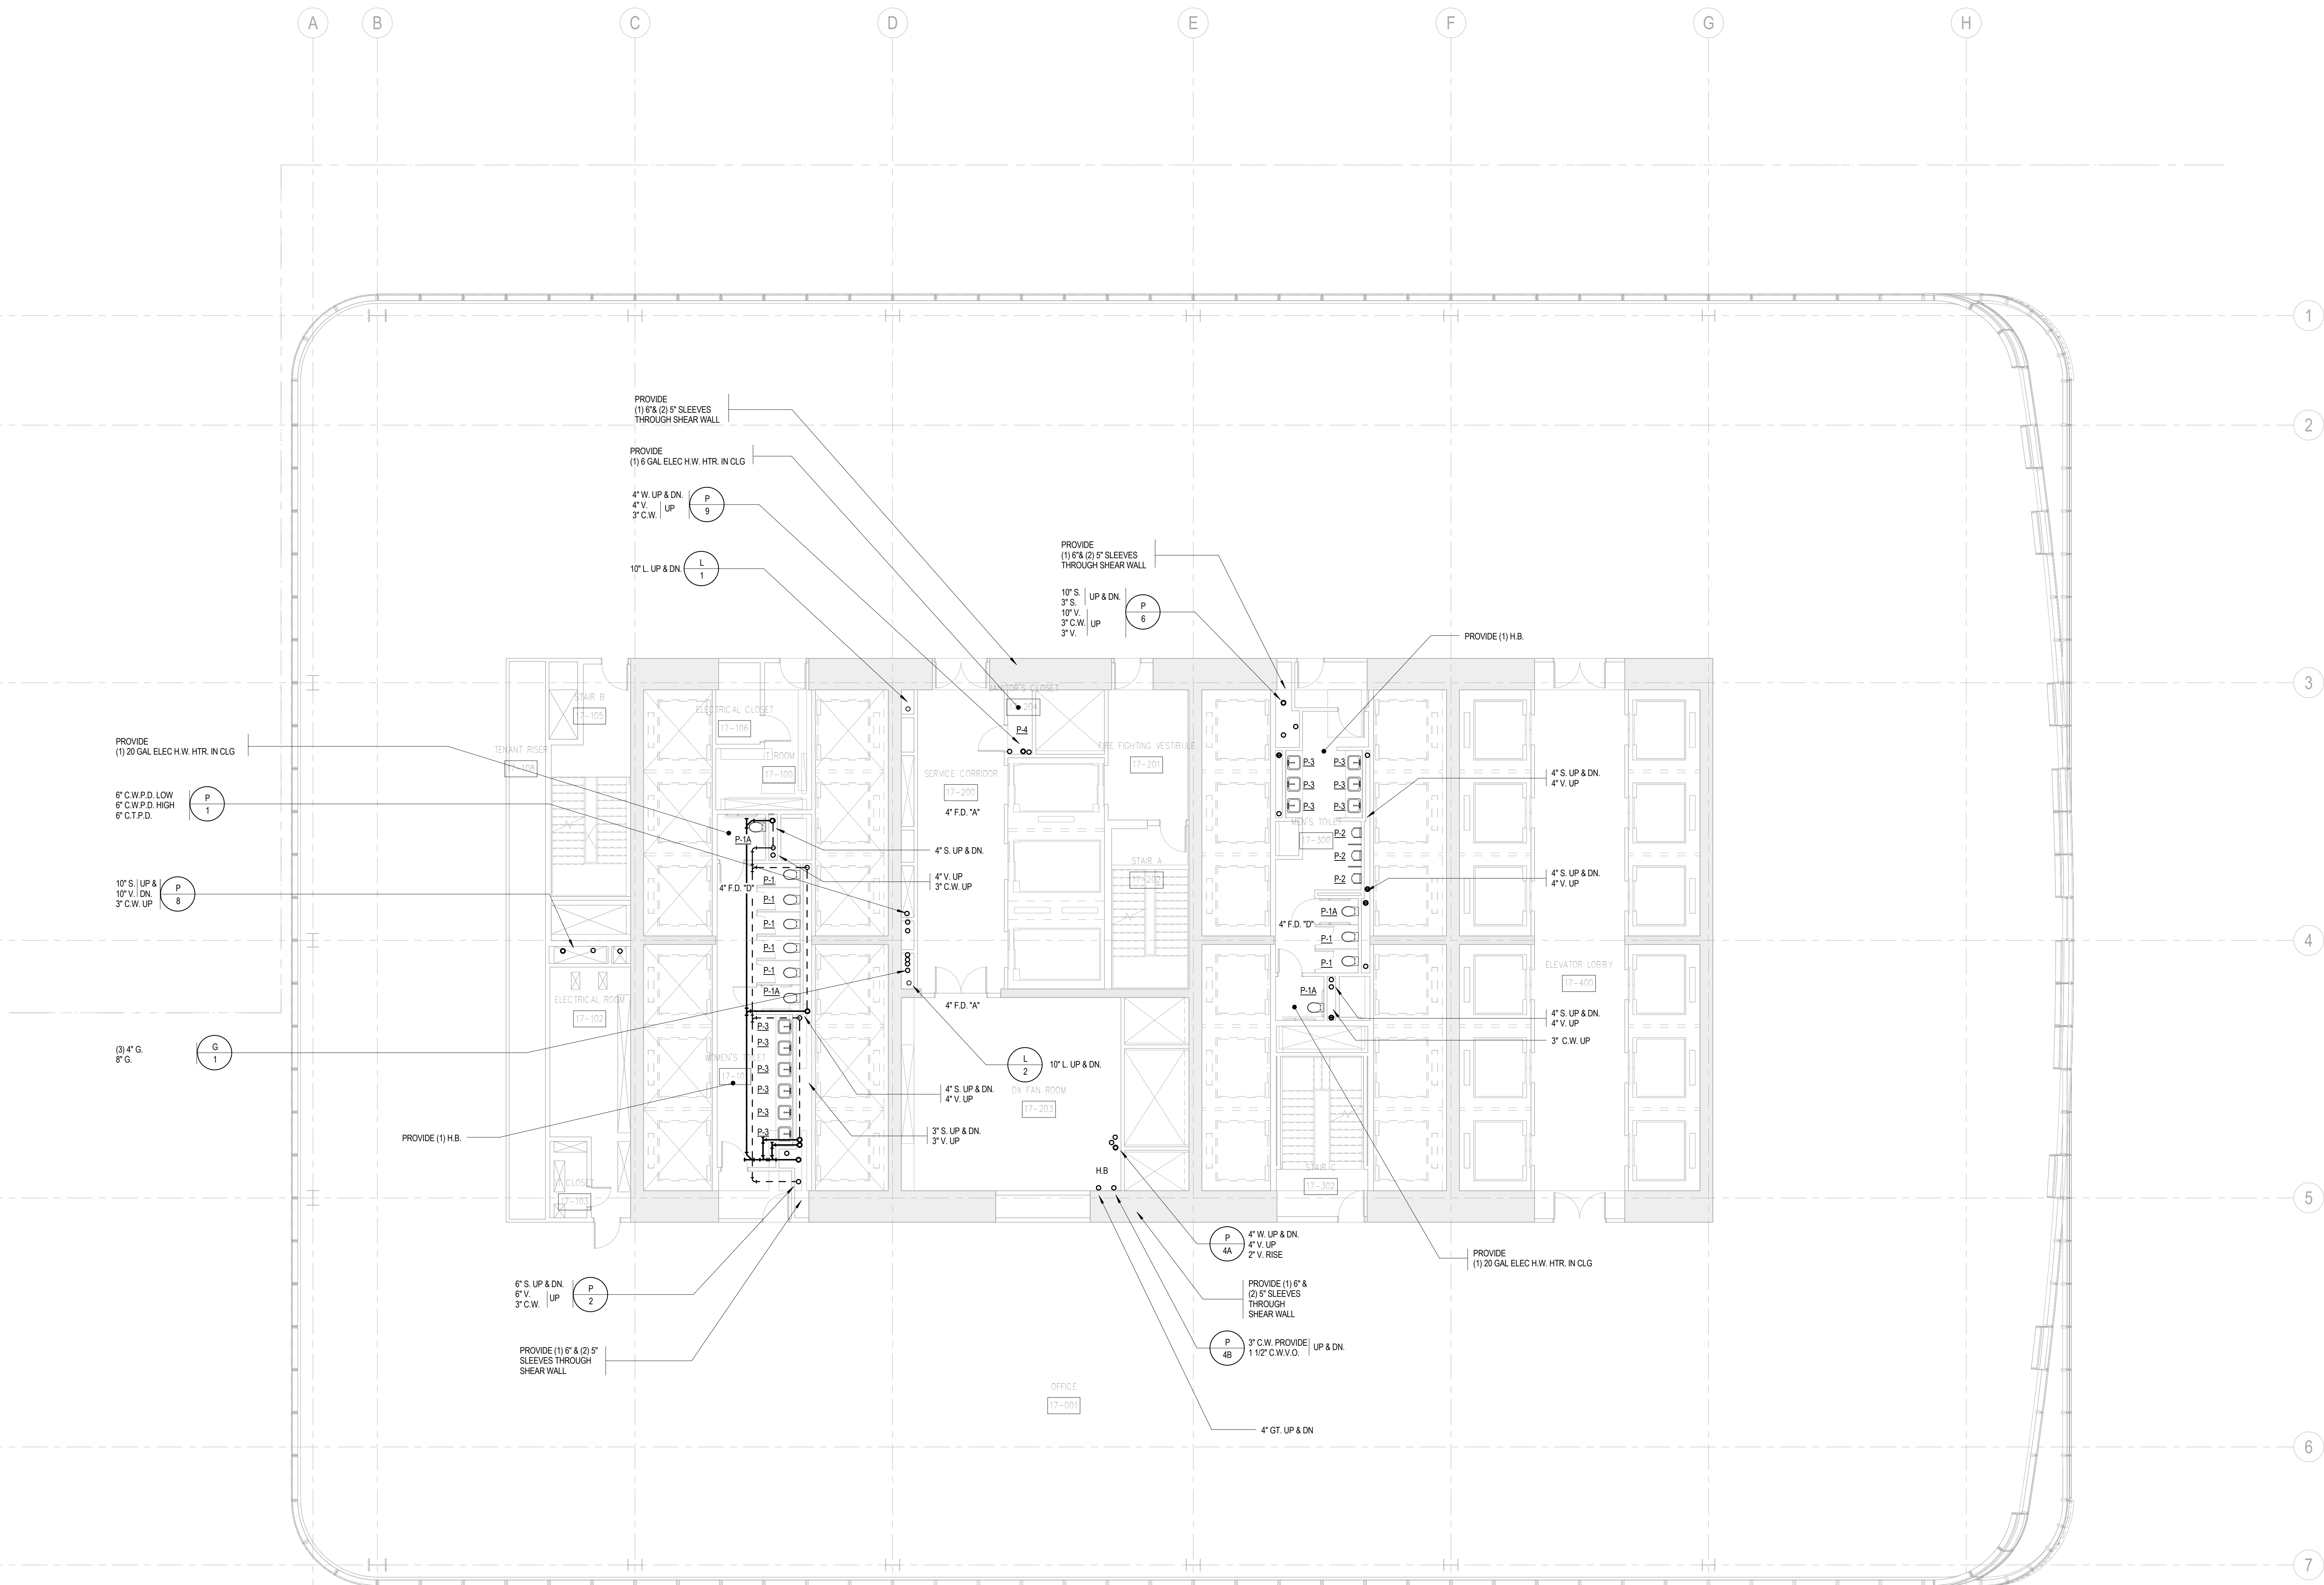 A
B
C
D
E
F
G
H
1
2
3
4
5
6
7
PROVIDE
(1) 6"& (2) 5" SLEEVES
THROUGH SHEAR WALL
PROVIDE
(1) 6 GAL ELEC H.W. HTR. IN CLG
4" W. UP & DN.
4" V.
3" C.W.
UP
P
9
10" L. UP & DN.
L
1
PROVIDE
(1) 6"& (2) 5" SLEEVES
THROUGH SHEAR WALL
10" S.
3" S.
UP & DN.
10" V.
3" C.W.
3" V.
UP
P
6
PROVIDE (1) H.B.
PROVIDE
(1) 20 GAL ELEC H.W. HTR. IN CLG
6" C.W.P.D. LOW
6" C.W.P.D. HIGH
6" C.T.P.D.
P
1
10" S. UP &
10" V. DN.
3" C.W. UP
P
8
(3) 4" G.
8" G.
G
1
PROVIDE (1) H.B.
6" S. UP & DN.
6" V.
3" C.W.
UP
P
2
PROVIDE (1) 6" & (2) 5"
SLEEVES THROUGH
SHEAR WALL
STAIR B
17-105
TENANT RISER
17-108
ELECTRICAL CLOSET
17-106
I.T ROOM
17-100
ELECTRICAL ROOM
17-102
CLOSET
17-103
WOMEN'S TOILET
17-10
P-1A
4" F.D. "D"
P-1
P-1
P-1
P-1
P-1
P-1A
P-3
P-3
P-3
P-3
P-3
P-3
4" S. UP & DN.
4" V. UP
3" C.W. UP
4" S. UP & DN.
4" V. UP
3" S. UP & DN.
3" V. UP
SERVICE CORRIDOR
17-200
4" F.D. "A"
4" F.D. "A"
JANITOR'S CLOSET
17-204
P-4
FIRE FIGHTING VESTIBULE
17-201
STAIR A
17-202
L
2
10" L. UP & DN.
DX FAN ROOM
17-203
H.B
P-3
P-3
P-3
P-3
P-3
P-3
MEN'S TOILET
17-300
P-2
P-2
P-2
P-1A
4" F.D. "D"
P-1
P-1
P-1A
STAIR C
17-302
4" S. UP & DN.
4" V. UP
4" S. UP & DN.
4" V. UP
ELEVATOR LOBBY
17-400
4" S. UP & DN.
4" V. UP
3" C.W. UP
P
4A
4" W. UP & DN.
4" V. UP
2" V. RISE
PROVIDE
(1) 20 GAL ELEC H.W. HTR. IN CLG
PROVIDE (1) 6" &
(2) 5" SLEEVES
THROUGH
SHEAR WALL
P
4B
3" C.W. PROVIDE
1 1/2" C.W.V.O.
UP & DN.
4" GT. UP & DN
OFFICE
17-001